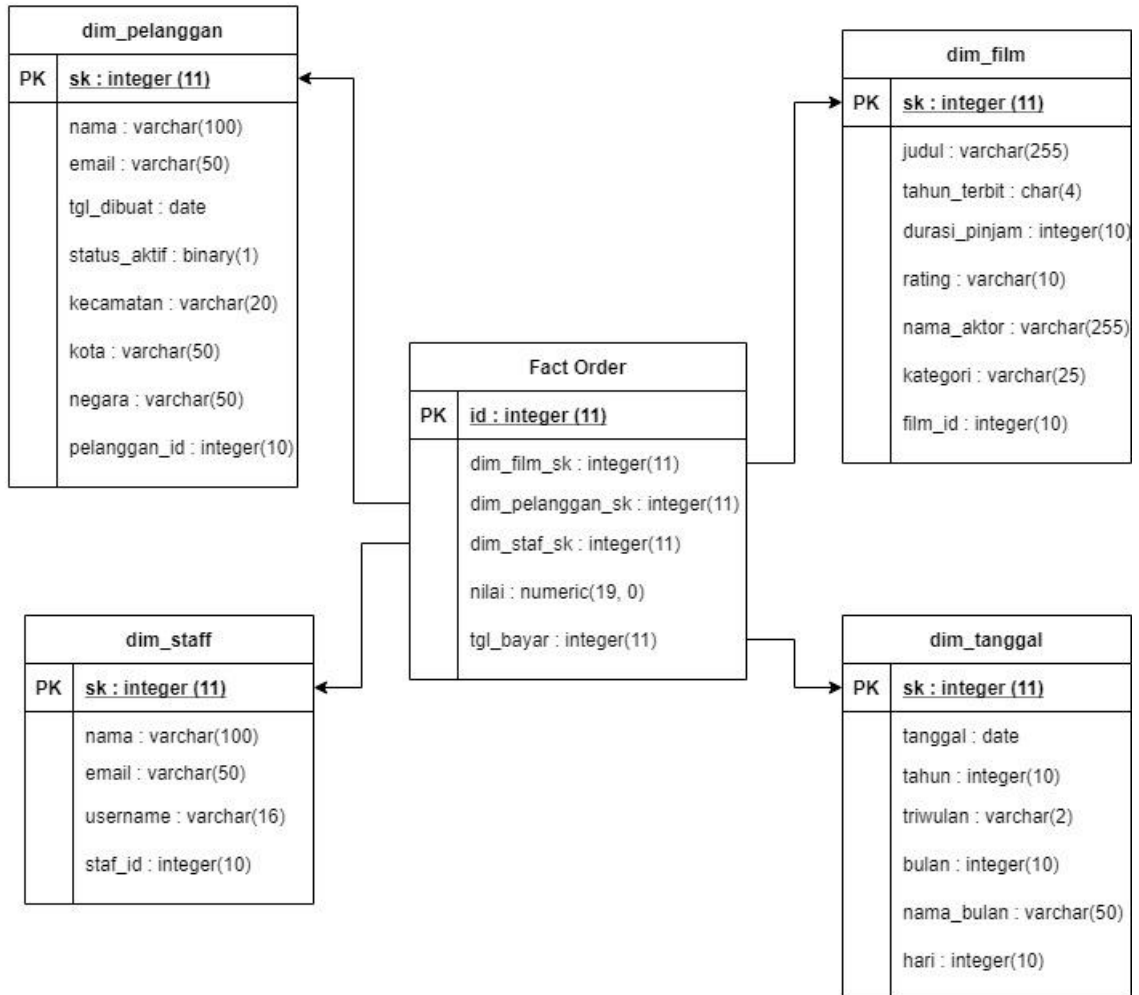 dim_pelanggan
PK sk : integer (11)
nama : varchar(100)
email : varchar(50)
tgl_dibuat : date
status_aktif : binary(1)
kecamatan : varchar(20)
kota : varchar(50)
negara : varchar(50)
pelanggan_id : integer(10)
dim_film
PK sk : integer (11)
judul : varchar(255)
tahun_terbit : char(4)
durasi_pinjam : integer(10)
rating : varchar(10)
nama_aktor : varchar(255)
kategori : varchar(25)
film_id : integer(10)
Fact Order
PK id : integer (11)
dim_film_sk : integer(11)
dim_pelanggan_sk : integer(11)
dim_staf_sk : integer(11)
nilai : numeric(19, 0)
tgl_bayar : integer(11)
dim_staff
PK sk : integer (11)
nama : varchar(100)
email : varchar(50)
username : varchar(16)
staf_id : integer(10)
dim_tanggal
PK sk : integer (11)
tanggal : date
tahun : integer(10)
triwulan : varchar(2)
bulan : integer(10)
nama_bulan : varchar(50)
hari : integer(10)